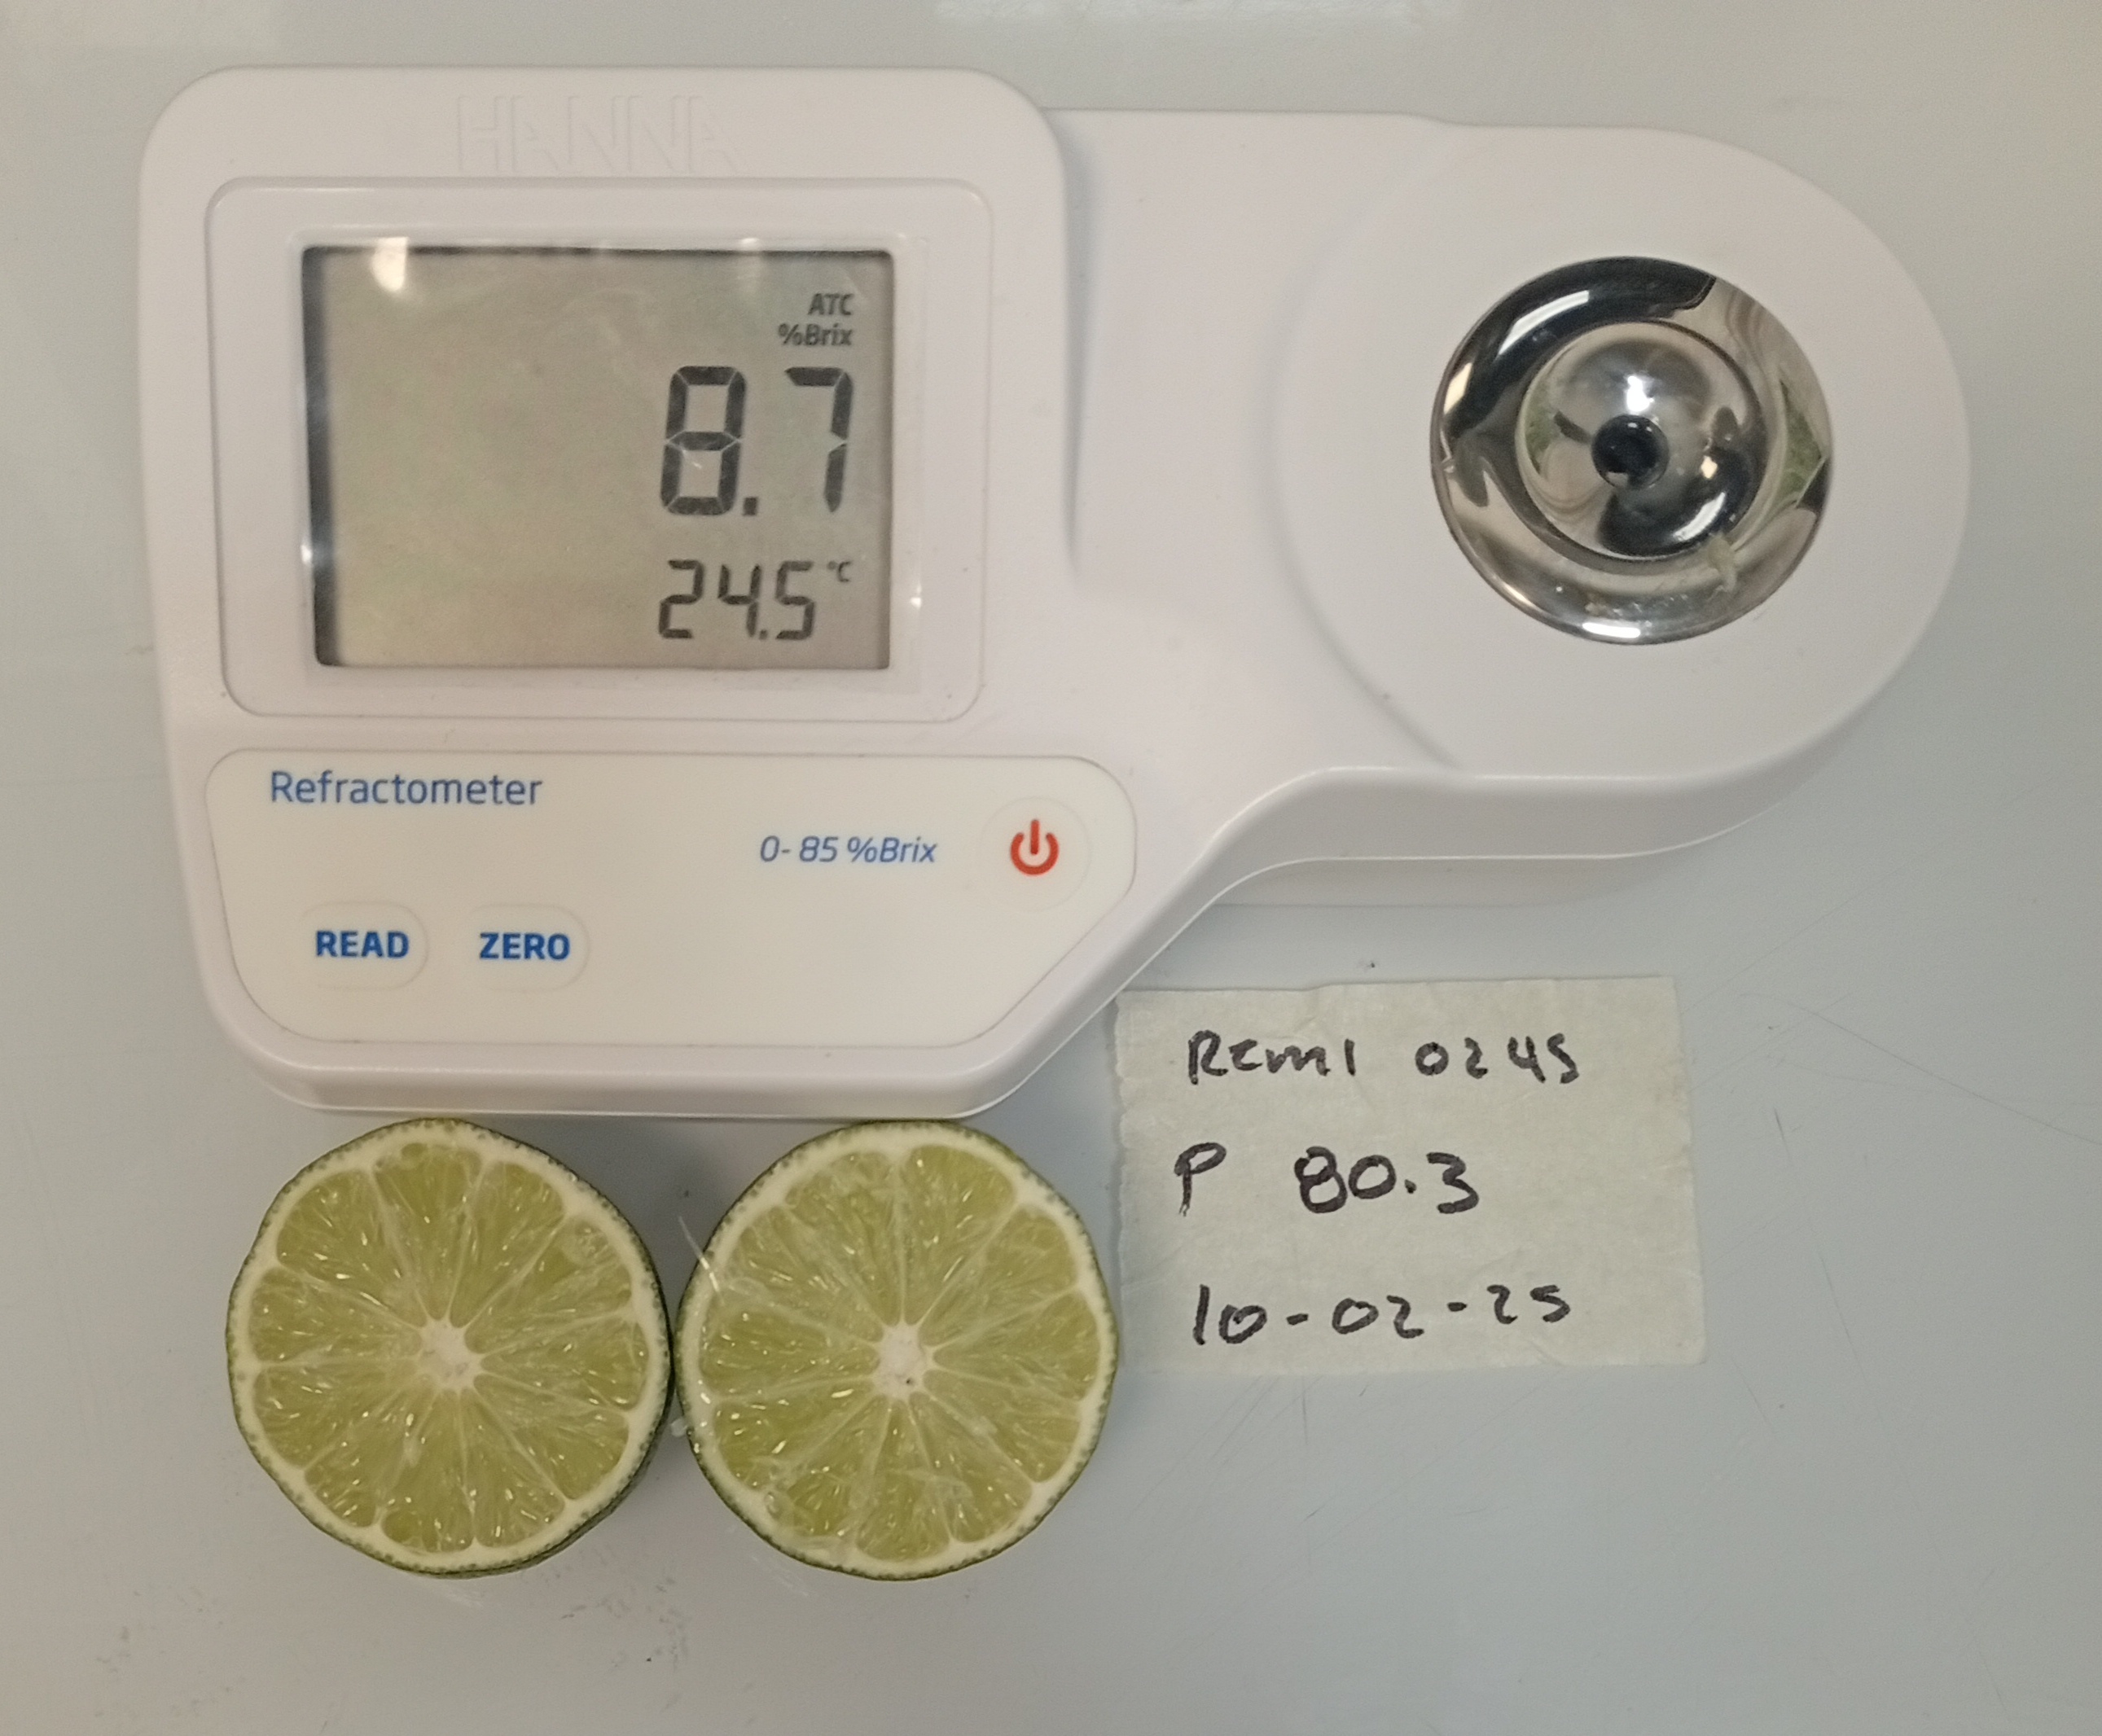 HANNA
ATC
%Brix
8.7
24.5 °C
Refractometer
0- 85 %Brix
READ ZERO
Remi 0245
P 80.3
10-02-25